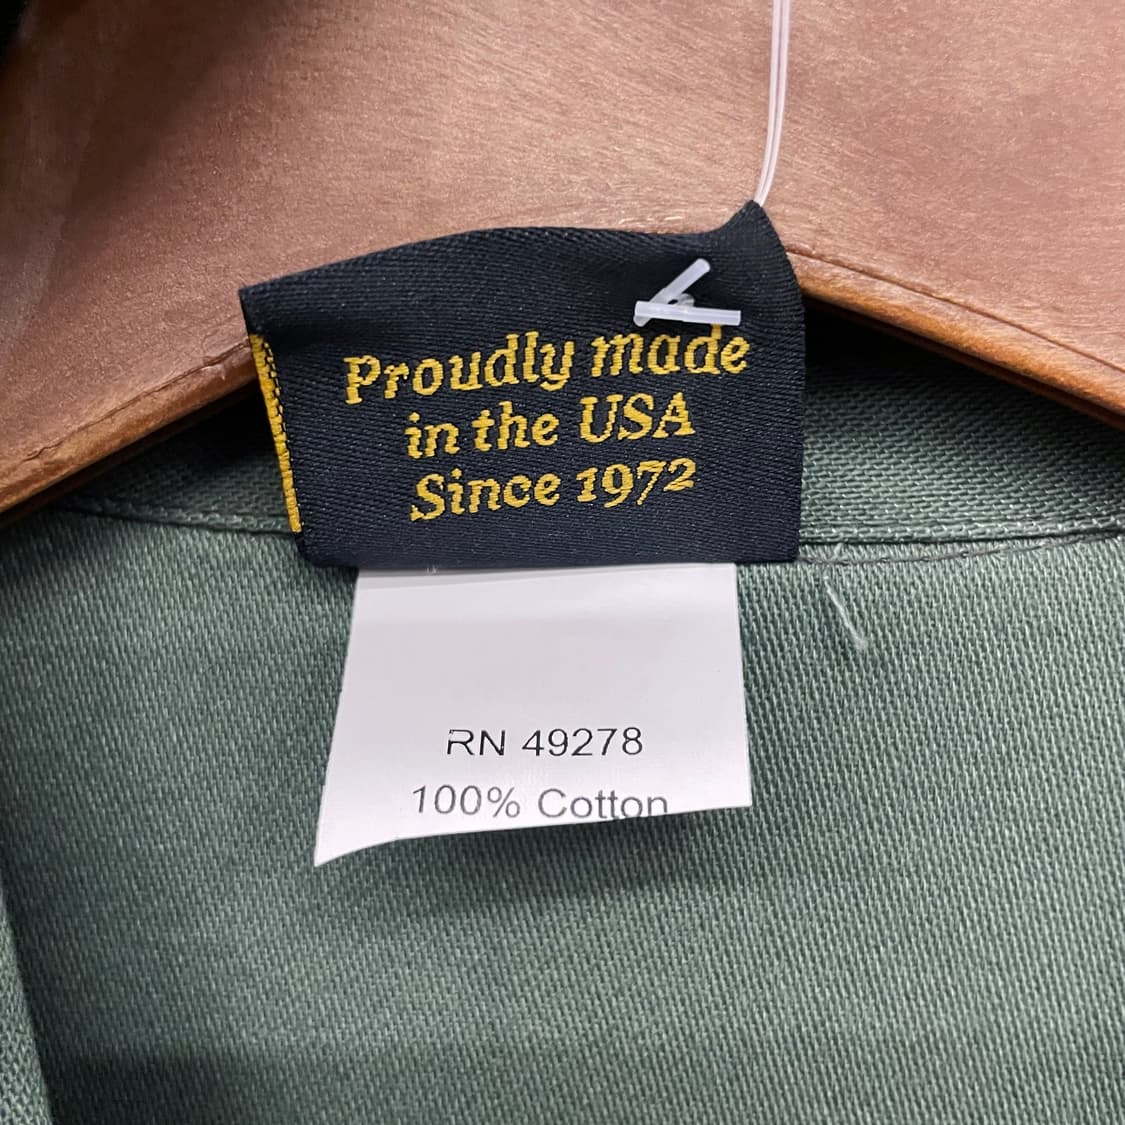 Proudly made
in the USA
Since 1972
RN 49278
100% Cotton